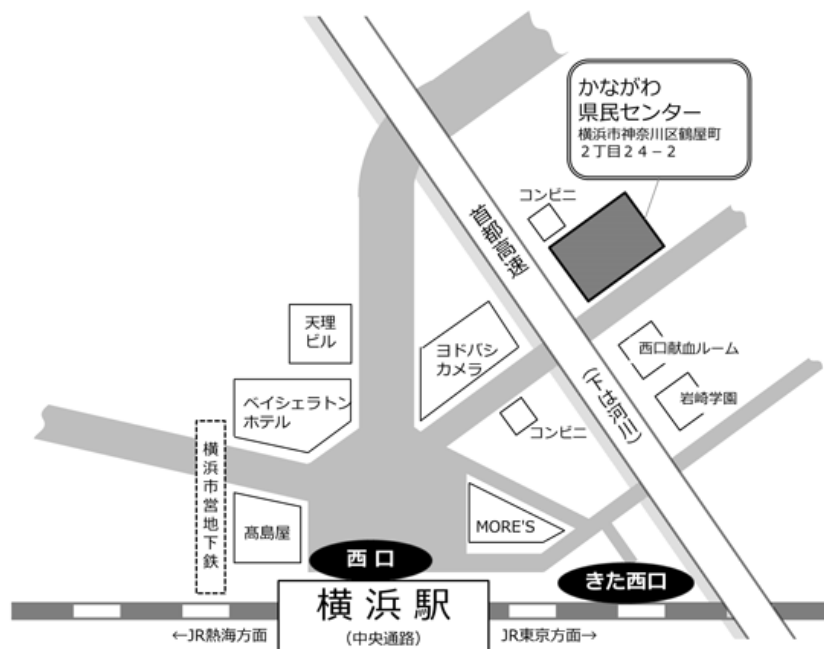 かながわ
県民センター
横浜市神奈川区鶴屋町
２丁目２４－２
コンビニ
首都高速
天理
ビル
ヨドバシ
カメラ
西口献血ルーム
(下は河川)
岩崎学園
ベイシェラトン
ホテル
コンビニ
横浜市営地下鉄
髙島屋
MORE'S
西口
きた西口
横浜駅
(中央通路)
←JR熱海方面
JR東京方面→